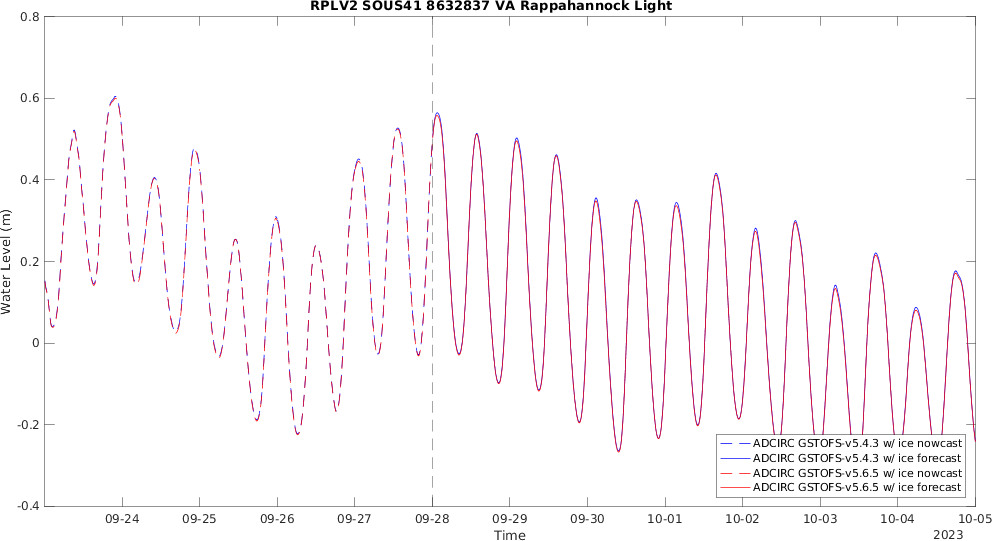 RPLV2 SOUS41 8632837 VA Rappahannock Light
0.8
0.6
0.4
0.2
0
-0.2
-0.4
Water Level (m)
09-24 09-25 09-26 09-27 09-28 09-29 09-30 10-01 10-02 10-03 10-04 10-05
Time
2023
ADCIRC GSTOFS-v5.4.3 w/ ice nowcast
ADCIRC GSTOFS-v5.4.3 w/ ice forecast
ADCIRC GSTOFS-v5.6.5 w/ ice nowcast
ADCIRC GSTOFS-v5.6.5 w/ ice forecast